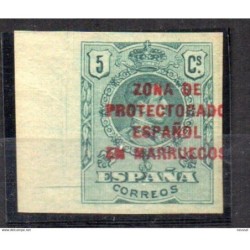 5 Cs.
ZONA DE
PROTECTORADO
ESPAÑOL
EN MARRUECOS
ESPAÑA
CORREOS